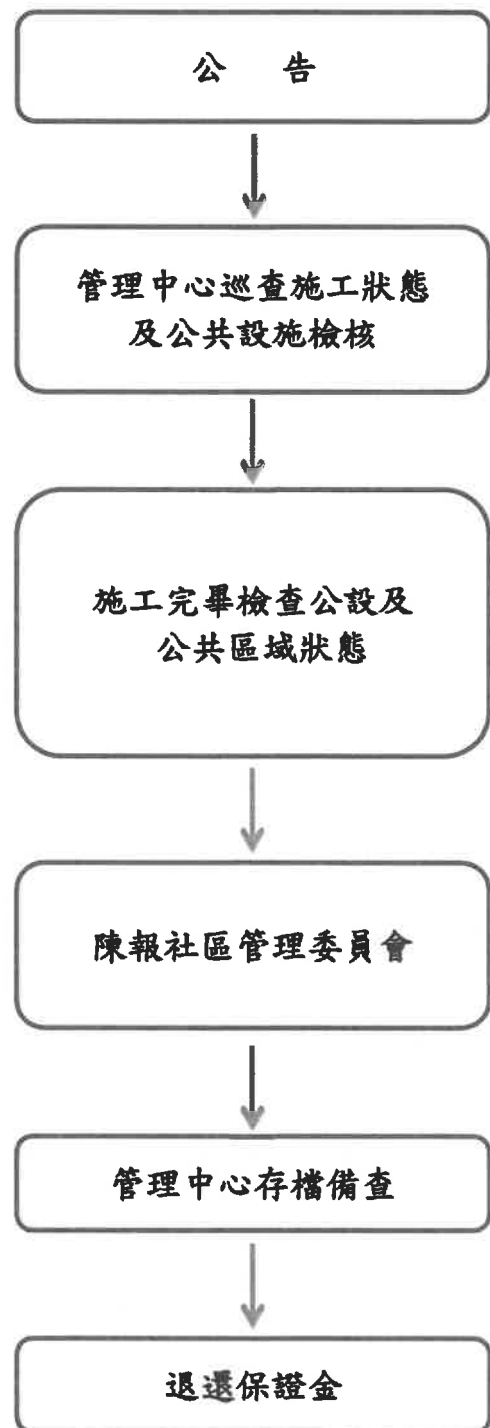 公　告
管理中心巡查施工狀態
及公共設施檢核
施工完畢檢查公設及
公共區域狀態
陳報社區管理委員會
管理中心存檔備查
退還保證金